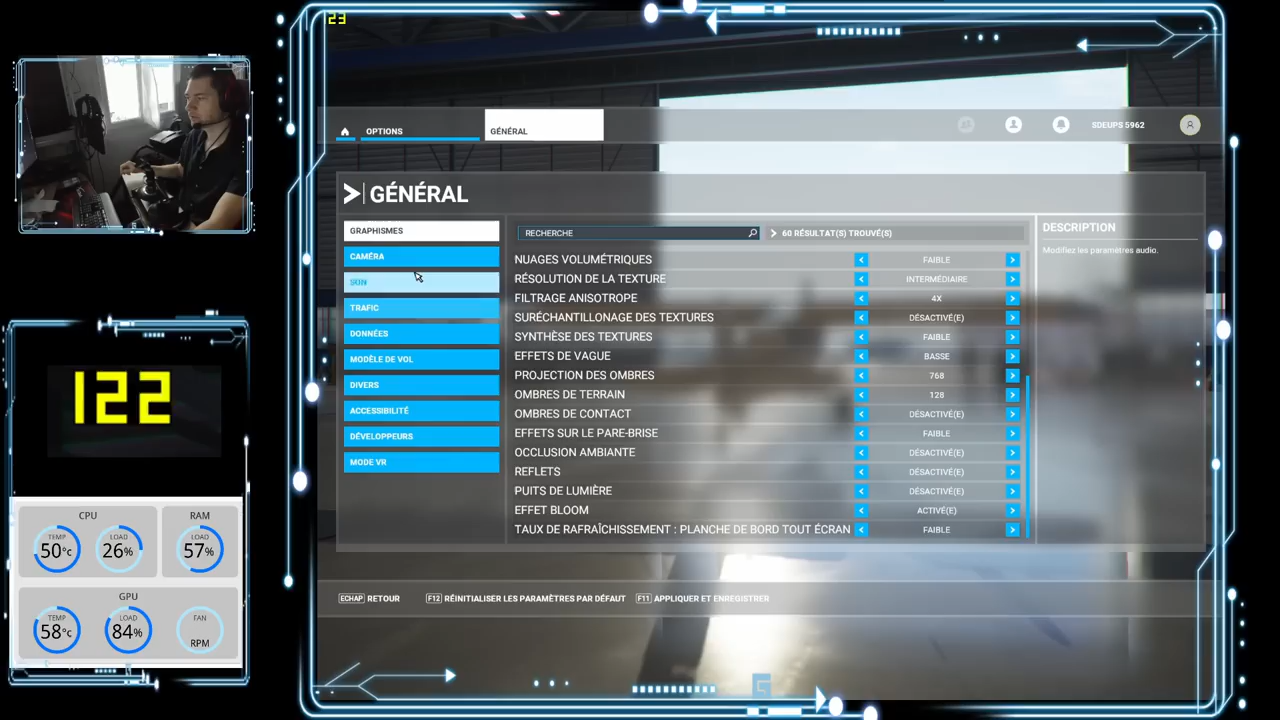 23
OPTIONS
GÉNÉRAL
SDEUPS 5962
GÉNÉRAL
GRAPHISMES
CAMÉRA
SON
TRAFIC
DONNÉES
MODÈLE DE VOL
DIVERS
ACCESSIBILITÉ
DÉVELOPPEURS
MODE VR
RECHERCHE
60 RÉSULTAT(S) TROUVÉ(S)
NUAGES VOLUMÉTRIQUES FAIBLE
RÉSOLUTION DE LA TEXTURE INTERMÉDIAIRE
FILTRAGE ANISOTROPE 4X
SURÉCHANTILLONAGE DES TEXTURES DÉSACTIVÉ(E)
SYNTHÈSE DES TEXTURES FAIBLE
EFFETS DE VAGUE BASSE
PROJECTION DES OMBRES 768
OMBRES DE TERRAIN 128
OMBRES DE CONTACT DÉSACTIVÉ(E)
EFFETS SUR LE PARE-BRISE FAIBLE
OCCLUSION AMBIANTE DÉSACTIVÉ(E)
REFLETS DÉSACTIVÉ(E)
PUITS DE LUMIÈRE DÉSACTIVÉ(E)
EFFET BLOOM ACTIVÉ(E)
TAUX DE RAFRAÎCHISSEMENT : PLANCHE DE BORD TOUT ÉCRAN FAIBLE
DESCRIPTION
Modifiez les paramètres audio.
ECHAP RETOUR F12 RÉINITIALISER LES PARAMÈTRES PAR DÉFAUT F11 APPLIQUER ET ENREGISTRER
122
CPU
TEMP
50°C
LOAD
26%
RAM
LOAD
57%
GPU
TEMP
58°C
LOAD
84%
FAN
RPM